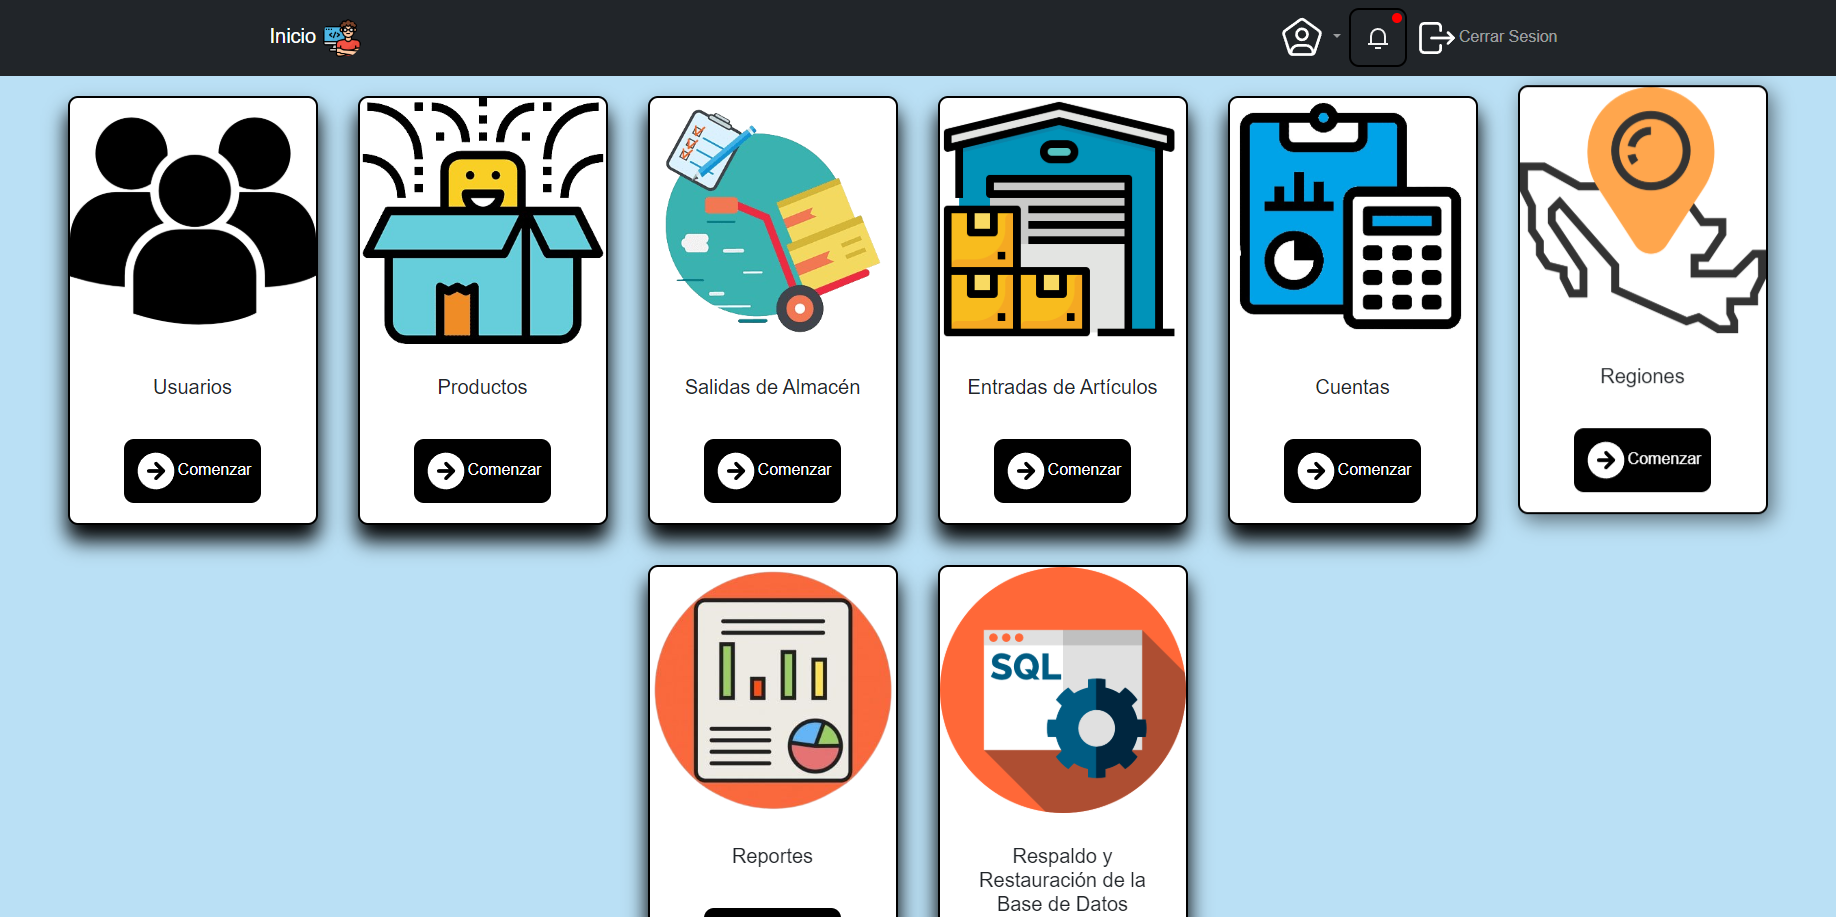 Inicio
Cerrar Sesion
Usuarios
Comenzar
Productos
Comenzar
Salidas de Almacén
Comenzar
Entradas de Artículos
Comenzar
Cuentas
Comenzar
Regiones
Comenzar
Reportes
SQL
Respaldo y
Restauración de la
Base de Datos